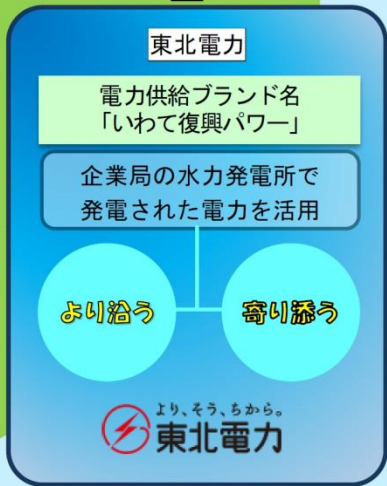 東北電力
電力供給ブランド名
「いわて復興パワー」
企業局の水力発電所で
発電された電力を活用
より沿う
寄り添う
より、そう、ちから。
東北電力